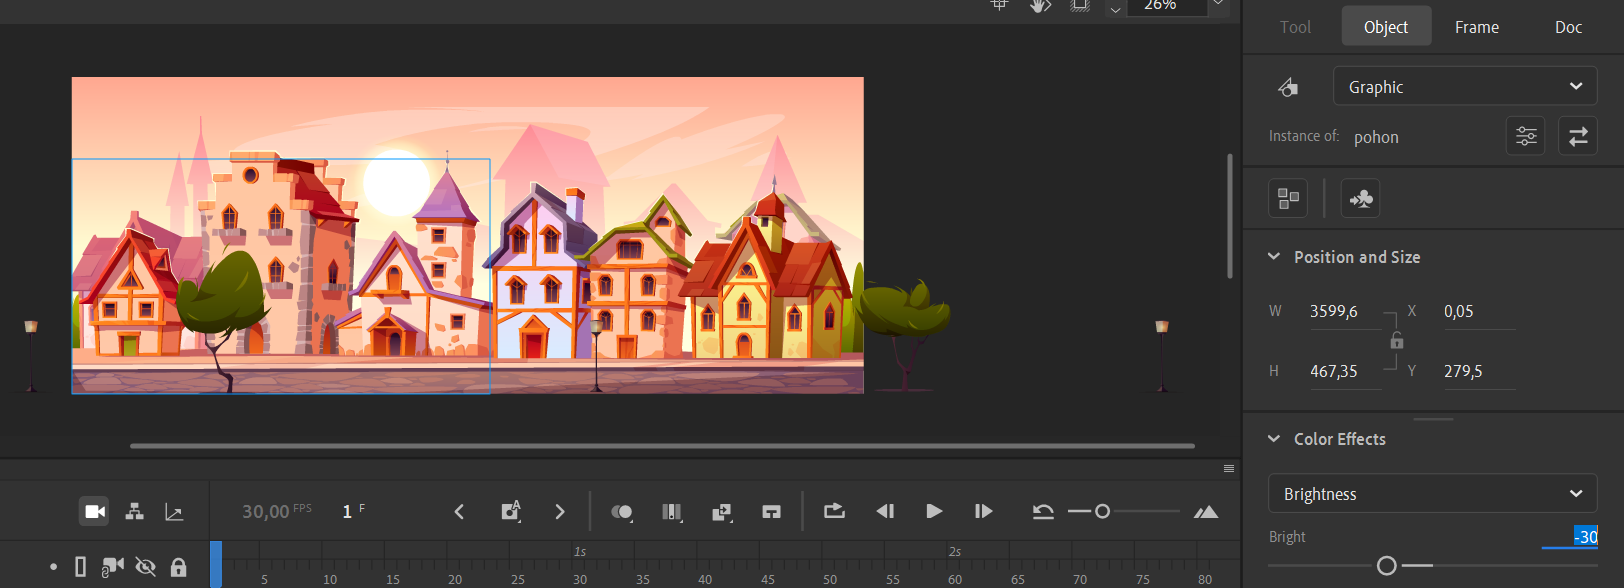 26%
Tool Object Frame Doc
Graphic
Instance of: pohon
Position and Size
W 3599,6 X 0,05
H 467,35 Y 279,5
Color Effects
Brightness
Bright -30
30,00 FPS 1 F
1s 2s
5 10 15 20 25 30 35 40 45 50 55 60 65 70 75 80